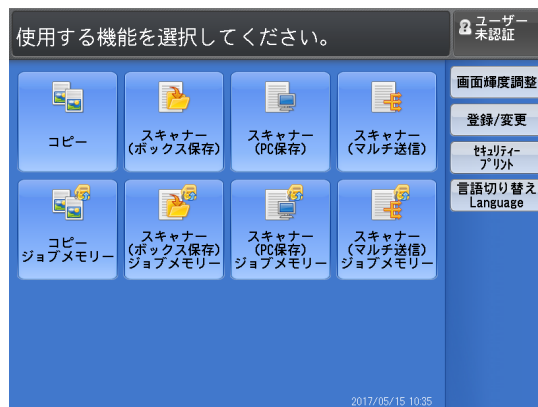 使用する機能を選択してください。
ユーザー
未認証
画面輝度調整
登録/変更
セキュリティー
プリント
言語切り替え
Language
コピー
スキャナー
(ボックス保存)
スキャナー
(PC保存)
スキャナー
(マルチ送信)
コピー
ジョブメモリー
スキャナー
(ボックス保存)
ジョブメモリー
スキャナー
(PC保存)
ジョブメモリー
スキャナー
(マルチ送信)
ジョブメモリー
2017/05/15 10:35